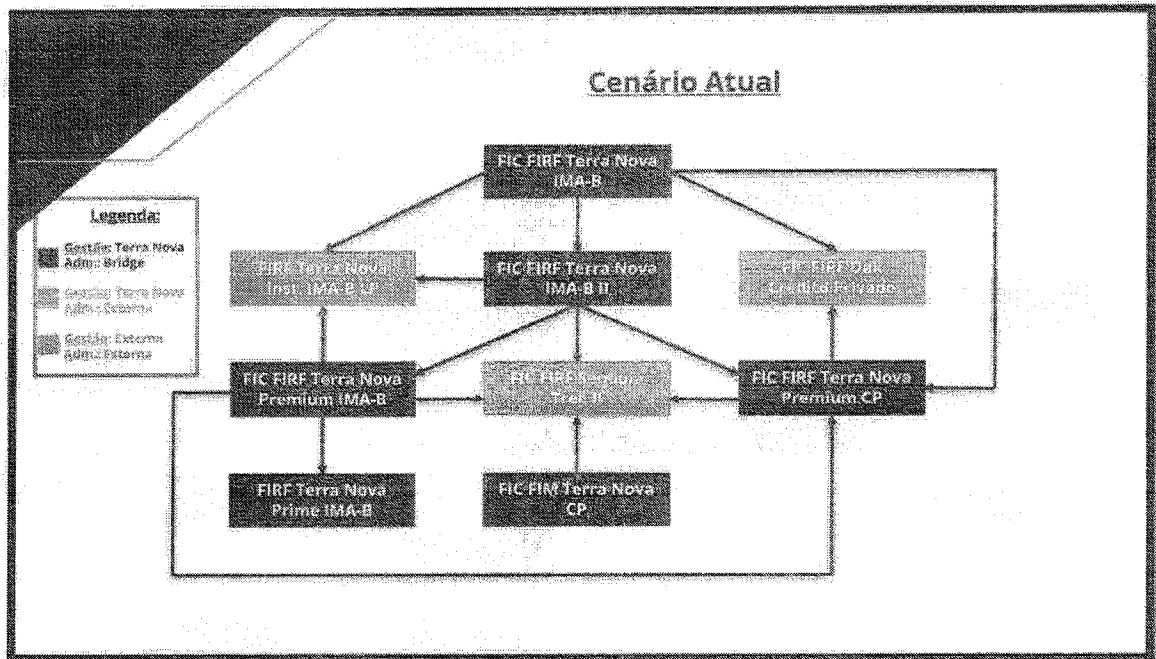 Cenário Atual
FIC FIRF Terra Nova
IMA-B
Legenda:
Gestão: Terra Nova
Adm.: Bridge
Gestão: Terra Nova
Adm.: Externa
Gestão: Externa
Adm.: Externa
FIRF Terra Nova
Inst. IMA-B LP
FIC FIRF Terra Nova
IMA-B II
FIC FIRF
Crédito Privado
FIC FIRF Terra Nova
Premium IMA-B
FIC FIRF
FIC FIRF Terra Nova
Premium CP
FIRF Terra Nova
Prime IMA-B
FIC FIM Terra Nova
CP